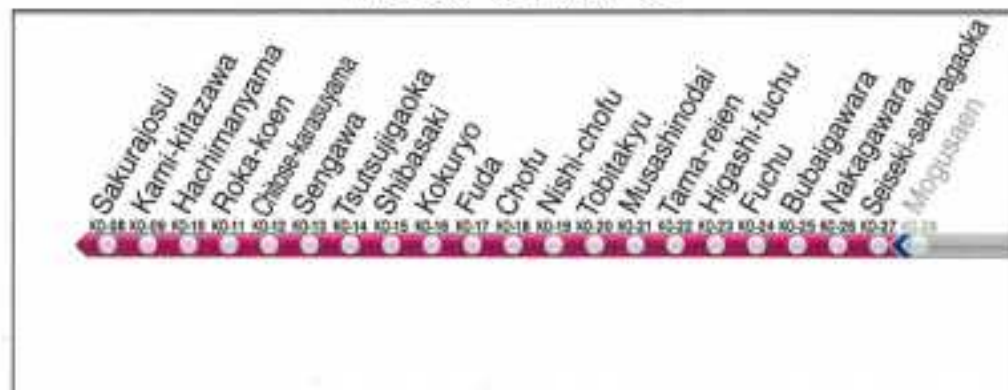 Sakurajosui
Kami-kitazawa
Hachimanyama
Roka-koen
Chitose-karasuyama
Sengawa
Tsutsujigaoka
Shibasaki
Kokuryo
Fuda
Chofu
Nishi-chofu
Tobitakyu
Musashinodai
Tama-reien
Higashi-fuchu
Fuchu
Bubaigawara
Nakagawara
Seiseki-sakuragaoka
Mogusaen
KO-08 KO-09 KO-10 KO-11 KO-12 KO-13 KO-14 KO-15 KO-16 KO-17 KO-18 KO-19 KO-20 KO-21 KO-22 KO-23 KO-24 KO-25 KO-26 KO-27